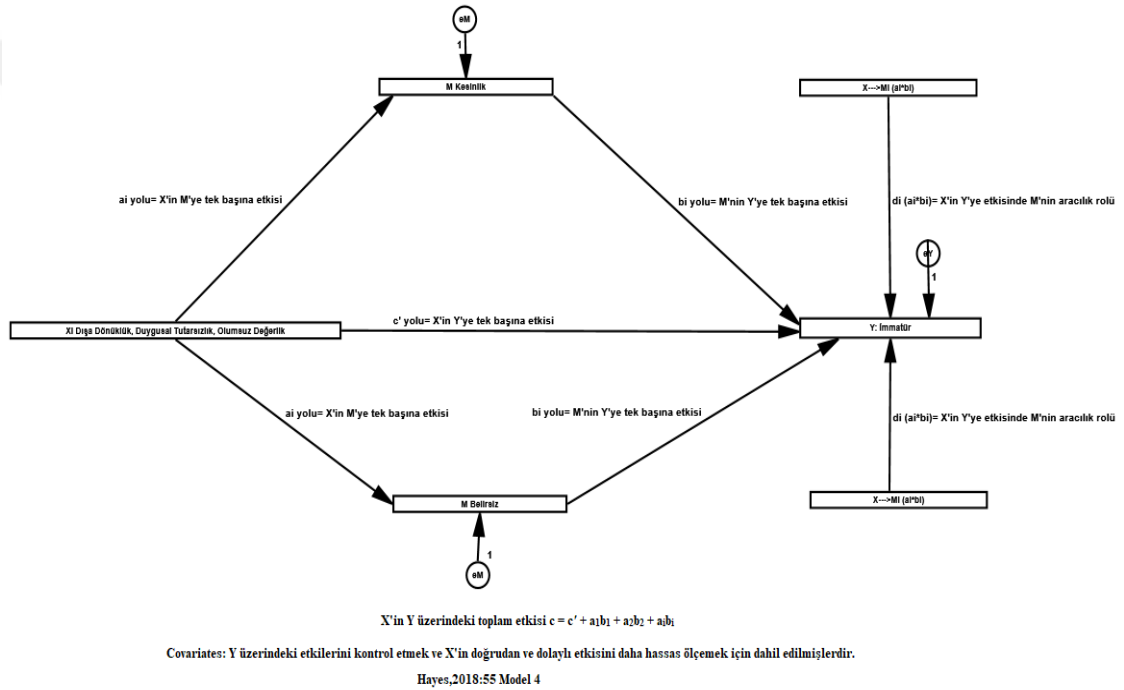 eM
1
M Kesinlik
X--->Mi (ai*bi)
ai yolu= X'in M'ye tek başına etkisi
bi yolu= M'nin Y'ye tek başına etkisi
di (ai*bi)= X'in Y'ye etkisinde M'nin aracılık rolü
eY
1
Xi Dışa Dönüklük, Duygusal Tutarsızlık, Olumsuz Değerlik
c' yolu= X'in Y'ye tek başına etkisi
Y: İmmatür
ai yolu= X'in M'ye tek başına etkisi
bi yolu= M'nin Y'ye tek başına etkisi
di (ai*bi)= X'in Y'ye etkisinde M'nin aracılık rolü
M Belirsiz
X--->Mi (ai*bi)
1
eM
X'in Y üzerindeki toplam etkisi c = c' + a₁b₁ + a₂b₂ + aᵢbᵢ
Covariates: Y üzerindeki etkilerini kontrol etmek ve X'in doğrudan ve dolaylı etkisini daha hassas ölçemek için dahil edilmişlerdir.
Hayes,2018:55 Model 4